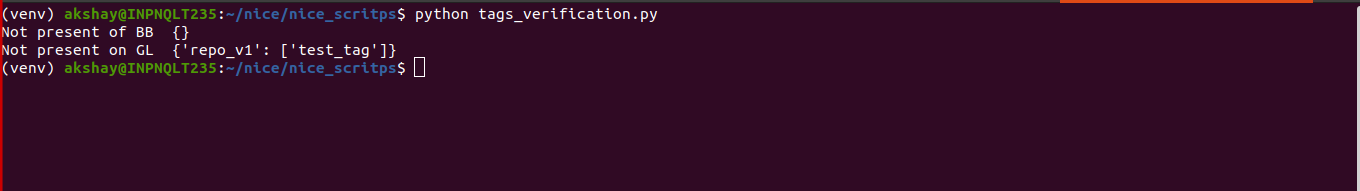 (venv) akshay@INPNQLT235:~/nice/nice_scritps$ python tags_verification.py
Not present of BB  {}
Not present on GL  {'repo_v1': ['test_tag']}
(venv) akshay@INPNQLT235:~/nice/nice_scritps$